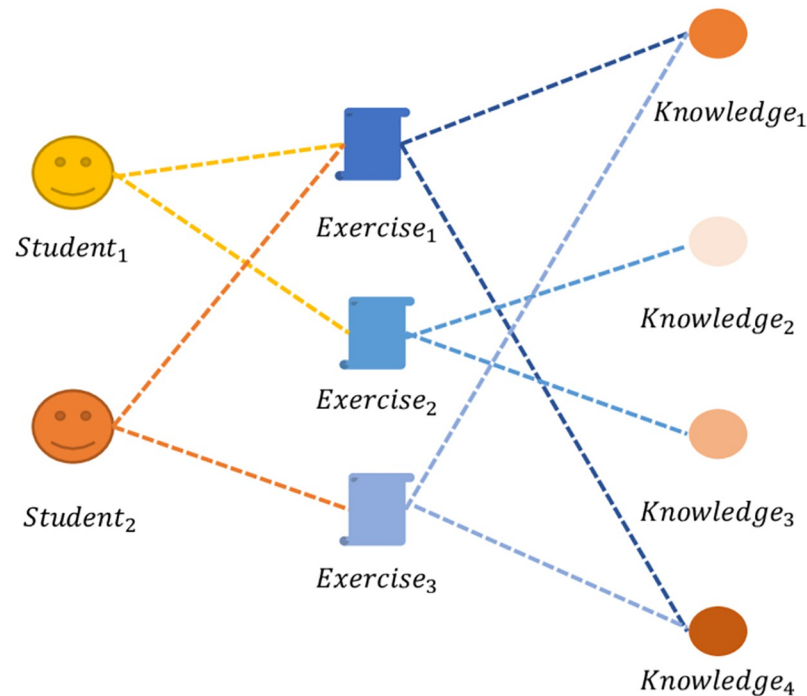 Knowledge₁
Student₁
Exercise₁
Knowledge₂
Exercise₂
Student₂
Knowledge₃
Exercise₃
Knowledge₄